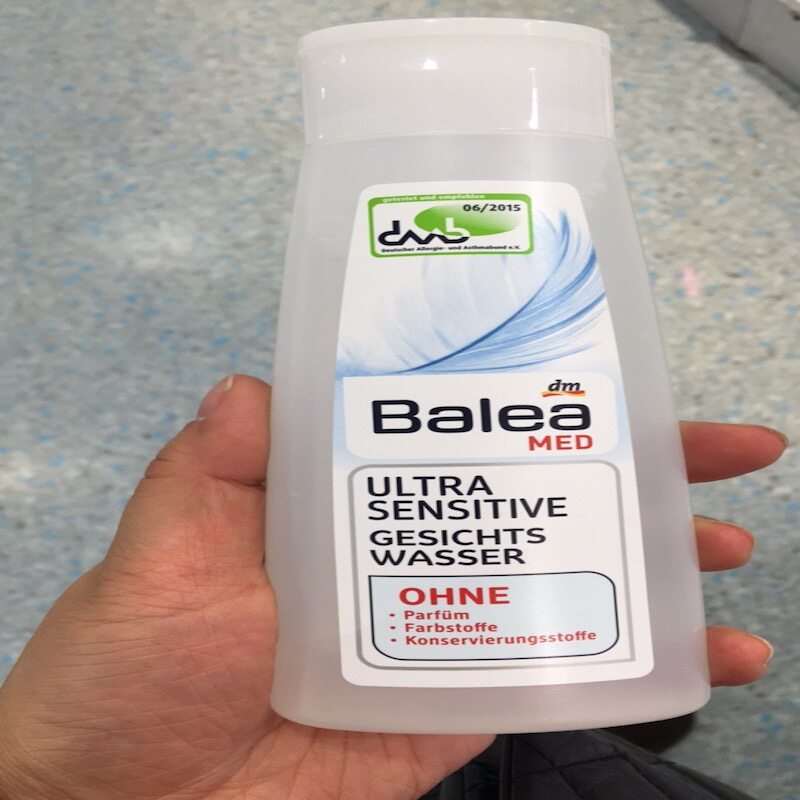 getestet und empfohlen
06/2015
daab
Deutscher Allergie- und Asthmabund e.V.
dm
Balea
MED
ULTRA
SENSITIVE
GESICHTS
WASSER
OHNE
• Parfüm
• Farbstoffe
• Konservierungsstoffe